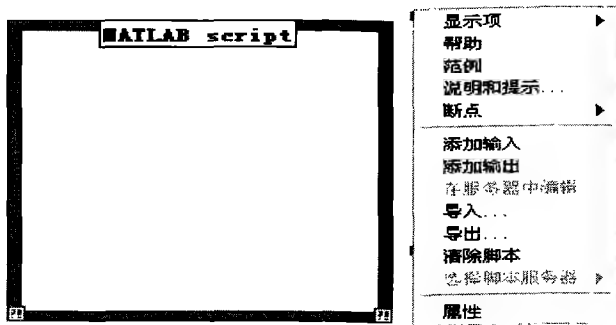 MATLAB script
显示项
帮助
范例
说明和提示...
断点
添加输入
添加输出
在服务器中编辑
导入...
导出...
清除脚本
选择脚本服务器
属性